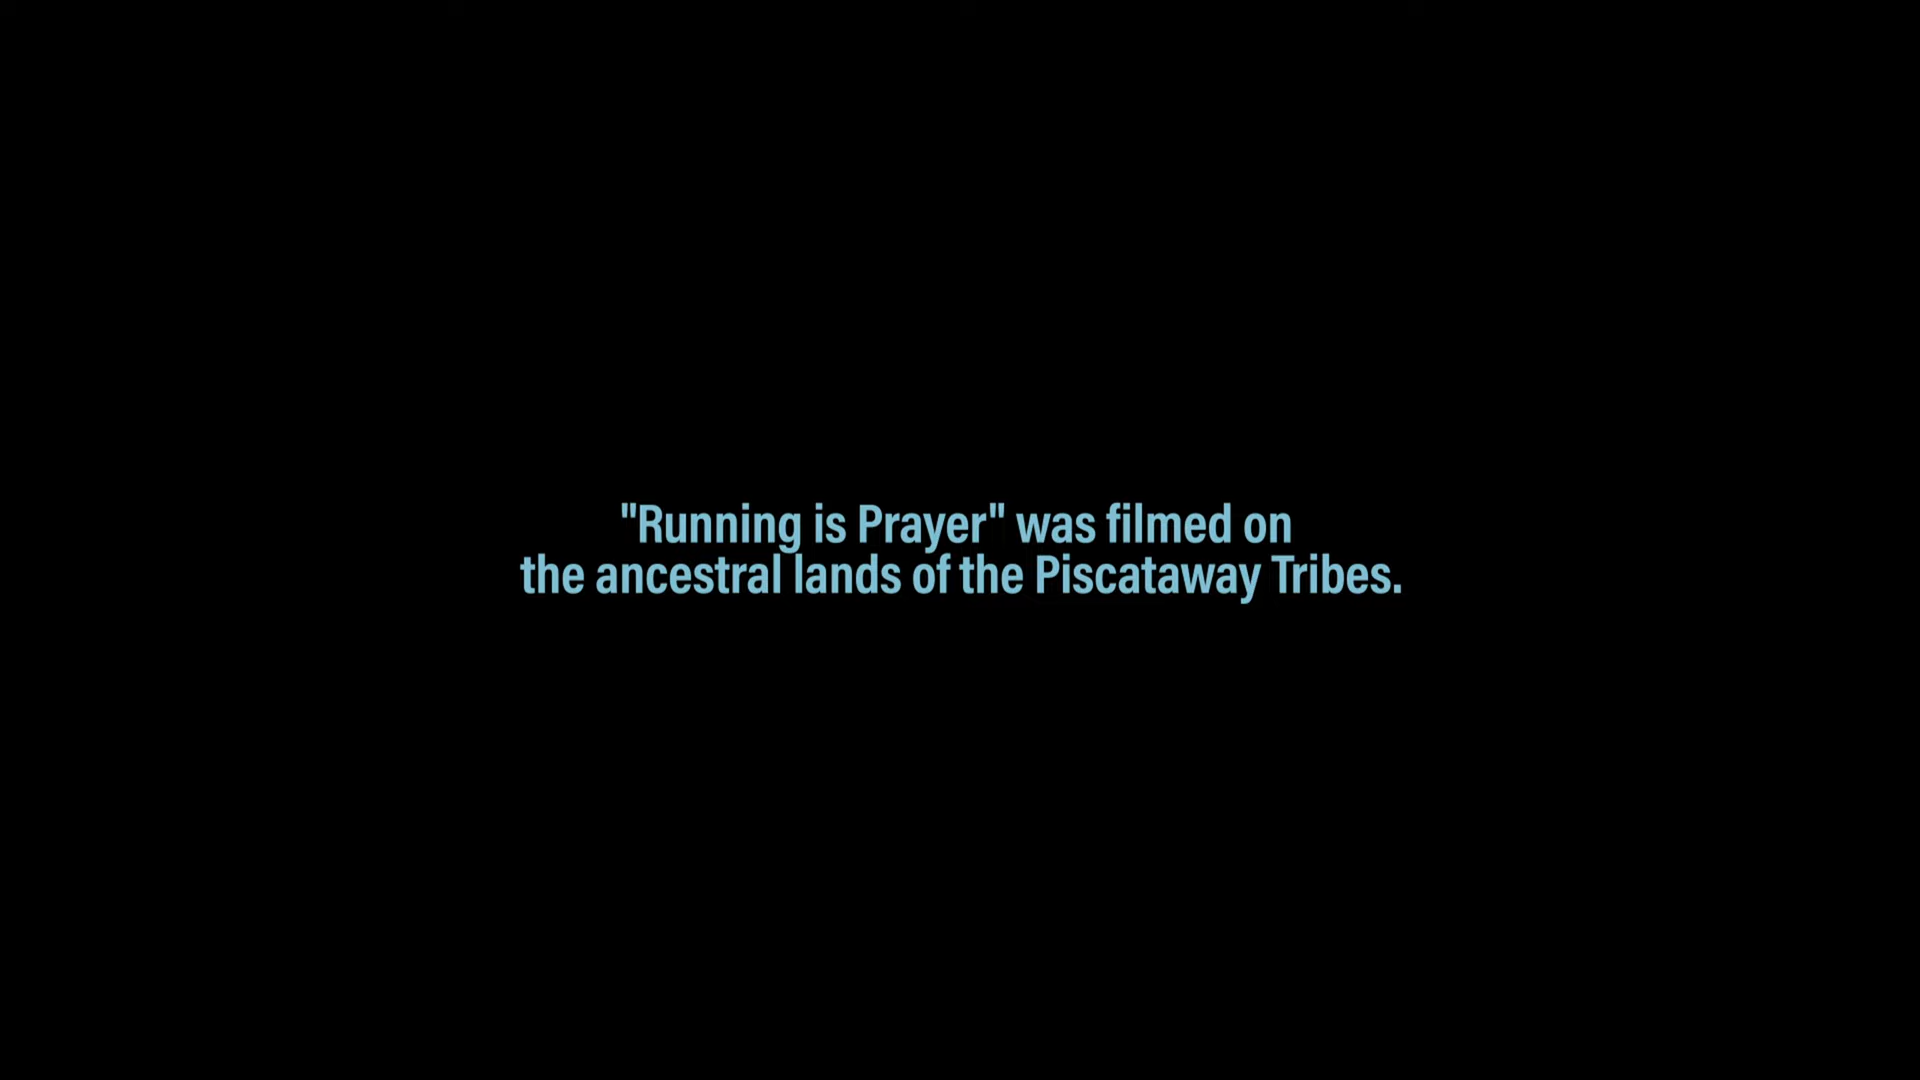 "Running is Prayer" was filmed on
the ancestral lands of the Piscataway Tribes.